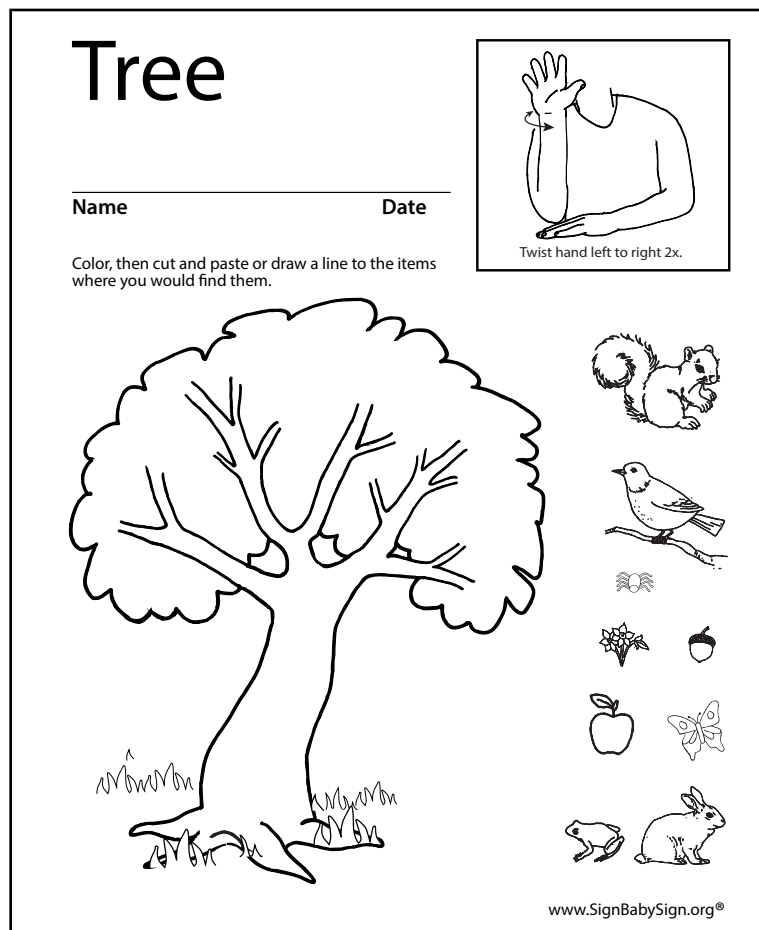 Tree
Name Date
Twist hand left to right 2x.
Color, then cut and paste or draw a line to the items
where you would find them.
www.SignBabySign.org®